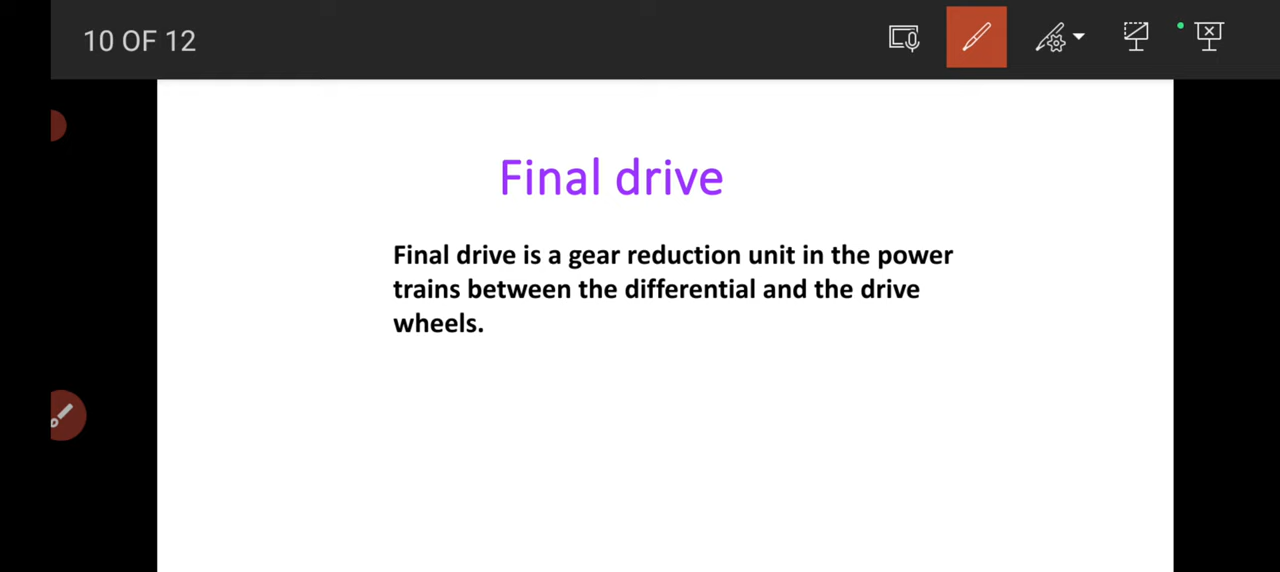 10 OF 12
Final drive
Final drive is a gear reduction unit in the power
trains between the differential and the drive
wheels.